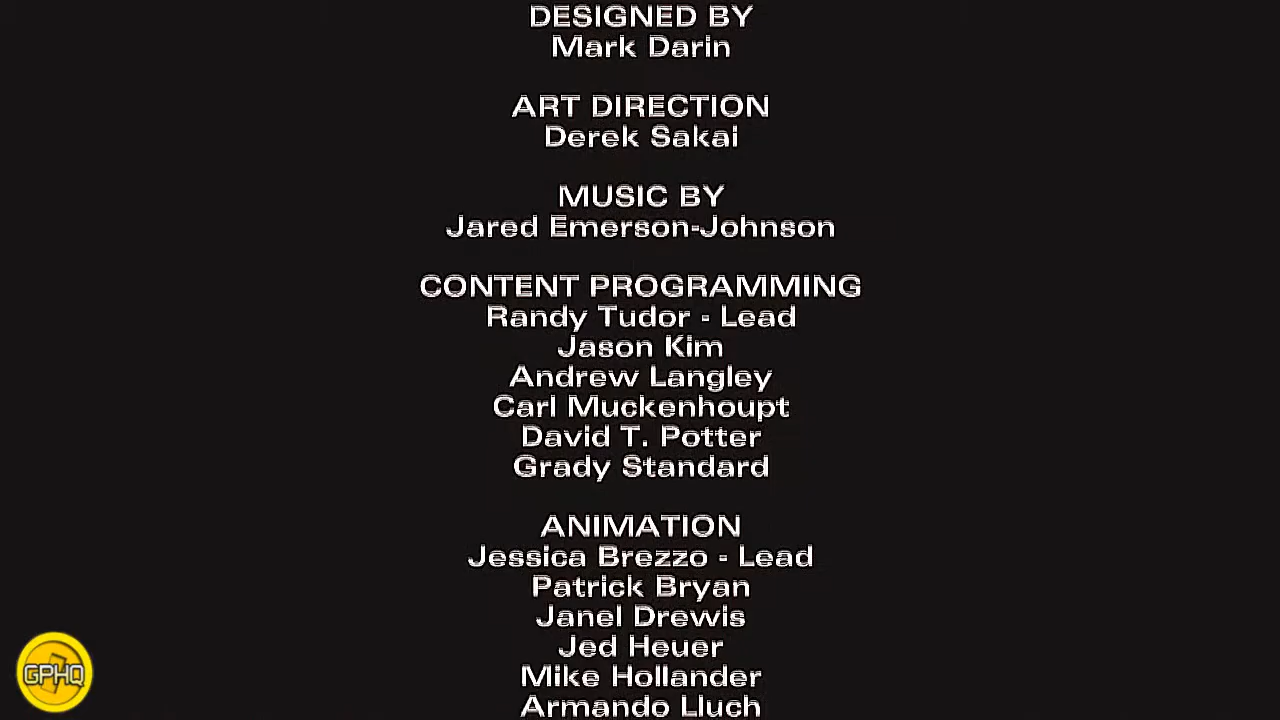 DESIGNED BY
Mark Darin
ART DIRECTION
Derek Sakai
MUSIC BY
Jared Emerson-Johnson
CONTENT PROGRAMMING
Randy Tudor - Lead
Jason Kim
Andrew Langley
Carl Muckenhoupt
David T. Potter
Grady Standard
ANIMATION
Jessica Brezzo - Lead
Patrick Bryan
Janel Drewis
Jed Heuer
Mike Hollander
Armando Lluch
GPHQ